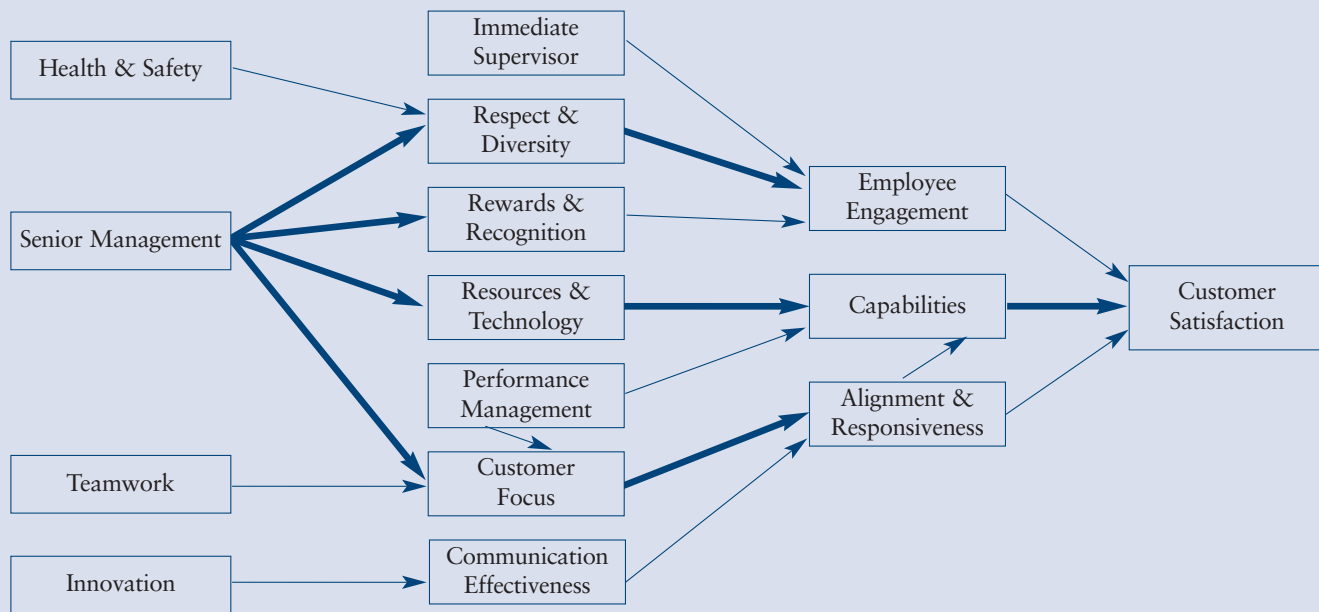 Health & Safety
Senior Management
Teamwork
Innovation
Immediate
Supervisor
Respect &
Diversity
Rewards &
Recognition
Resources &
Technology
Performance
Management
Customer
Focus
Communication
Effectiveness
Employee
Engagement
Capabilities
Alignment &
Responsiveness
Customer
Satisfaction